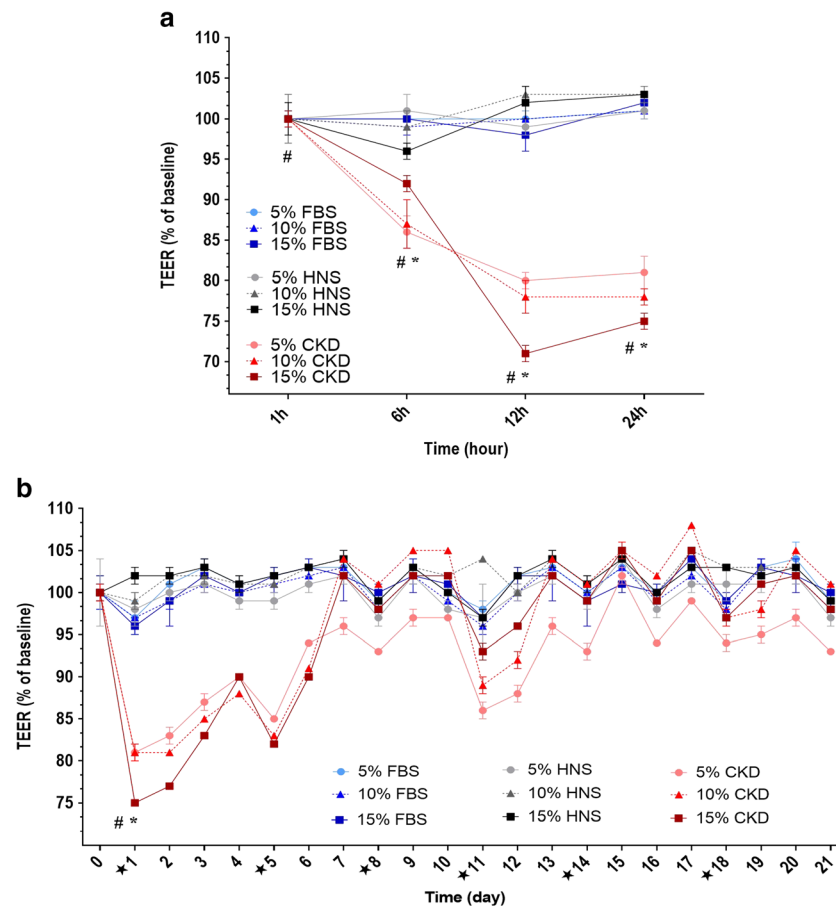 a
110
105
100
95
90
85
80
75
70
TEER (% of baseline)
#
# *
# *
# *
5% FBS
10% FBS
15% FBS
5% HNS
10% HNS
15% HNS
5% CKD
10% CKD
15% CKD
1h 6h 12h 24h
Time (hour)
b
110
105
100
95
90
85
80
75
TEER (% of baseline)
# *
5% FBS 5% HNS 5% CKD
10% FBS 10% HNS 10% CKD
15% FBS 15% HNS 15% CKD
0 ★1 2 3 4 ★5 6 7 ★8 9 10 ★11 12 13 ★14 15 16 17 ★18 19 20 21
Time (day)